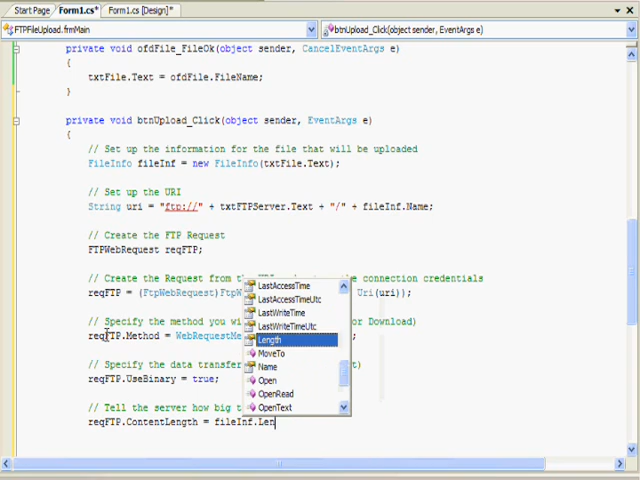 Start Page Form1.cs* Form1.cs [Design]*
FTPFileUpload.frmMain btnUpload_Click(object sender, EventArgs e)
private void ofdFile_FileOk(object sender, CancelEventArgs e)
{
txtFile.Text = ofdFile.FileName;
}
private void btnUpload_Click(object sender, EventArgs e)
{
// Set up the information for the file that will be uploaded
FileInfo fileInf = new FileInfo(txtFile.Text);
// Set up the URI
String uri = "ftp://" + txtFTPServer.Text + "/" + fileInf.Name;
// Create the FTP Request
FTPWebRequest reqFTP;
// Create the Request from the connection credentials
reqFTP = (FtpWebRequest)FtpW Uri(uri));
// Specify the method you wi or Download)
reqFTP.Method = WebRequestMe ;
// Specify the data transfer )
reqFTP.UseBinary = true;
// Tell the server how big t
reqFTP.ContentLength = fileInf.Len
LastAccessTime
LastAccessTimeUtc
LastWriteTime
LastWriteTimeUtc
Length
MoveTo
Name
Open
OpenRead
OpenText